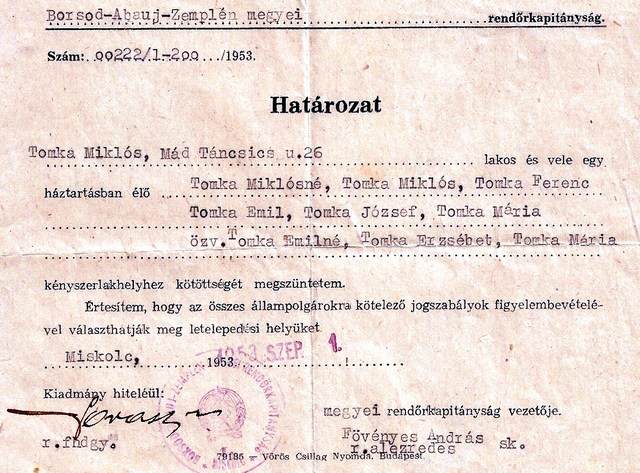 Borsod-Abauj-Zemplén megyei rendőrkapitányság.
Szám: 00222/1-200 /1953.
Határozat
Tomka Miklós, Mád Táncsics u.26 lakos és vele egy
háztartásban élő Tomka Miklósné, Tomka Miklós, Tomka Ferenc
Tomka Emil, Tomka József, Tomka Mária
özv. Tomka Emilné, Tomka Erzsébet, Tomka Mária
kényszerlakhelyhez kötöttségét megszüntetem.
Értesítem, hogy az összes állampolgárokra kötelező jogszabályok figyelembevételé-
vel választhatják meg letelepedési helyüket
Miskolc, 1953 1953 SZEP. 1.
Kiadmány hiteléül:
megyei rendőrkapitányság vezetője.
Fövényes András sk.
r.fhdgy. r.alezredes
79185 — Vörös Csillag Nyomda, Budapest